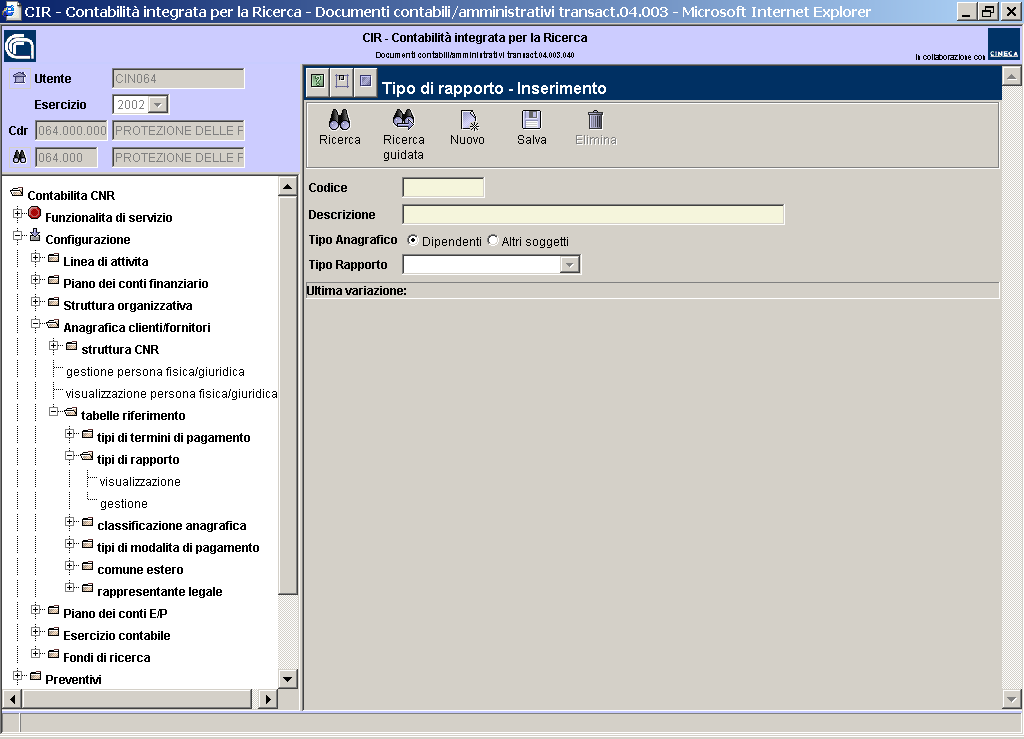 CIR - Contabilità integrata per la Ricerca - Documenti contabili/amministrativi transact.04.003 - Microsoft Internet Explorer
CIR - Contabilità integrata per la Ricerca
Documenti contabili/amministrativi transact.04.003.040
In collaborazione con
CINECA
Utente CIN064
Esercizio 2002
Cdr 064.000.000 PROTEZIONE DELLE F
064.000 PROTEZIONE DELLE F
Contabilita CNR
Funzionalita di servizio
Configurazione
Linea di attivita
Piano dei conti finanziario
Struttura organizzativa
Anagrafica clienti/fornitori
struttura CNR
gestione persona fisica/giuridica
visualizzazione persona fisica/giuridica
tabelle riferimento
tipi di termini di pagamento
tipi di rapporto
visualizzazione
gestione
classificazione anagrafica
tipi di modalita di pagamento
comune estero
rappresentante legale
Piano dei conti E/P
Esercizio contabile
Fondi di ricerca
Preventivi
Tipo di rapporto - Inserimento
Ricerca
Ricerca guidata
Nuovo
Salva
Elimina
Codice
Descrizione
Tipo Anagrafico Dipendenti Altri soggetti
Tipo Rapporto
Ultima variazione: